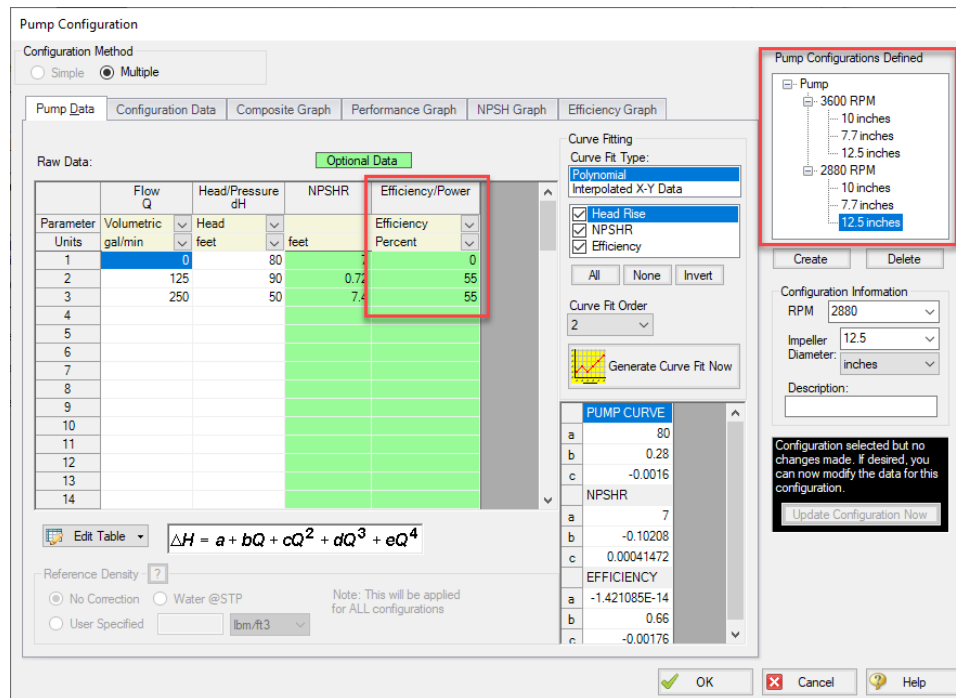 Pump Configuration
Configuration Method
Simple Multiple
Pump Data Configuration Data Composite Graph Performance Graph NPSH Graph Efficiency Graph
Raw Data: Optional Data
Flow Q Head/Pressure dH NPSHR Efficiency/Power
Parameter Volumetric Head Efficiency
Units gal/min feet feet Percent
1 0 80 7 0
2 125 90 0.72 55
3 250 50 7.4 55
4
5
6
7
8
9
10
11
12
13
14
Edit Table
ΔH = a + bQ + cQ² + dQ³ + eQ⁴
Reference Density ?
No Correction Water @STP
User Specified lbm/ft3
Note: This will be applied
for ALL configurations
Curve Fitting
Curve Fit Type:
Polynomial
Interpolated X-Y Data
Head Rise
NPSHR
Efficiency
All None Invert
Curve Fit Order
2
Generate Curve Fit Now
PUMP CURVE
a 80
b 0.28
c -0.0016
NPSHR
a 7
b -0.10208
c 0.00041472
EFFICIENCY
a -1.421085E-14
b 0.66
c -0.00176
Pump Configurations Defined
Pump
3600 RPM
10 inches
7.7 inches
12.5 inches
2880 RPM
10 inches
7.7 inches
12.5 inches
Create Delete
Configuration Information
RPM 2880
Impeller Diameter: 12.5
inches
Description:
Configuration selected but no
changes made. If desired, you
can now modify the data for this
configuration.
Update Configuration Now
OK Cancel Help